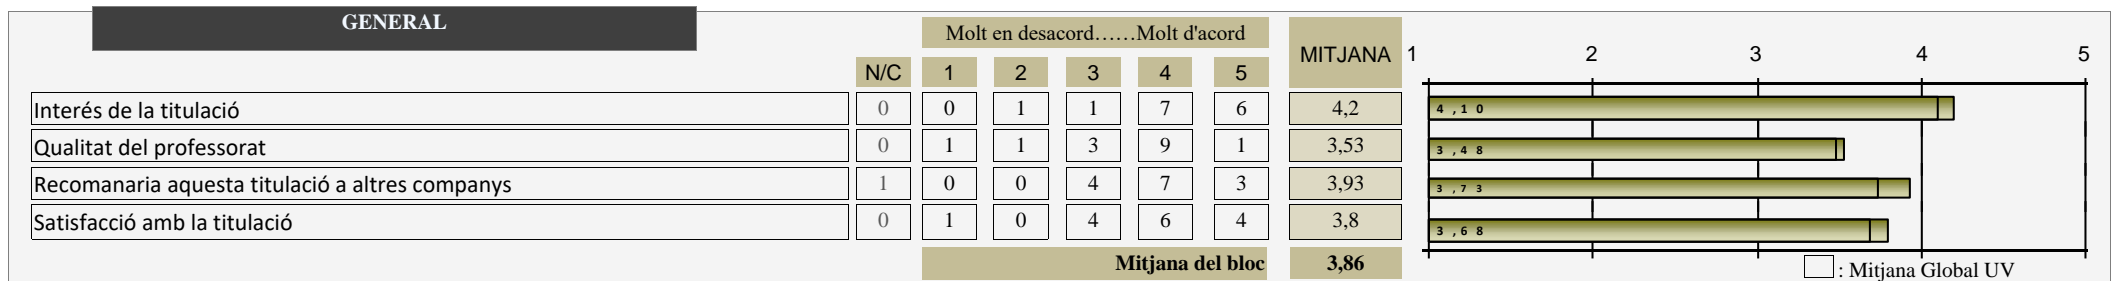 GENERAL
Molt en desacord……Molt d'acord
MITJANA
1 2 3 4 5
N/C 1 2 3 4 5
Interés de la titulació 0 0 1 1 7 6 4,2 4,10
Qualitat del professorat 0 1 1 3 9 1 3,53 3,48
Recomanaria aquesta titulació a altres companys 1 0 0 4 7 3 3,93 3,73
Satisfacció amb la titulació 0 1 0 4 6 4 3,8 3,68
Mitjana del bloc 3,86
: Mitjana Global UV